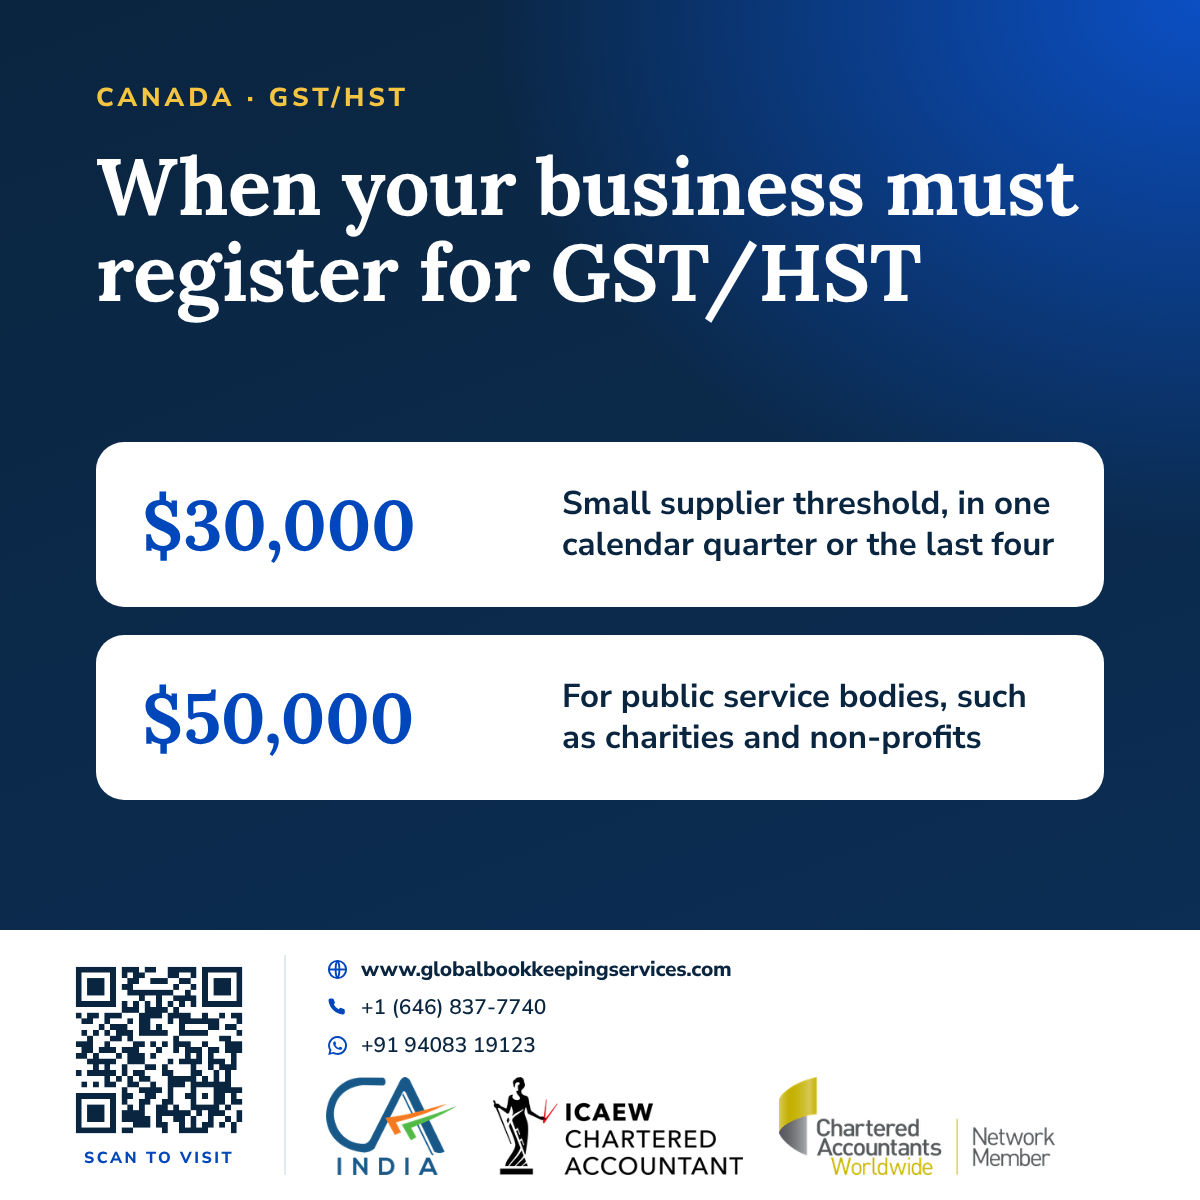 CANADA · GST/HST
When your business must
register for GST/HST
$30,000
Small supplier threshold, in one
calendar quarter or the last four
$50,000
For public service bodies, such
as charities and non-profits
SCAN TO VISIT
www.globalbookkeepingservices.com
+1 (646) 837-7740
+91 94083 19123
CA
INDIA
ICAEW
CHARTERED
ACCOUNTANT
Chartered
Accountants
Worldwide
Network
Member